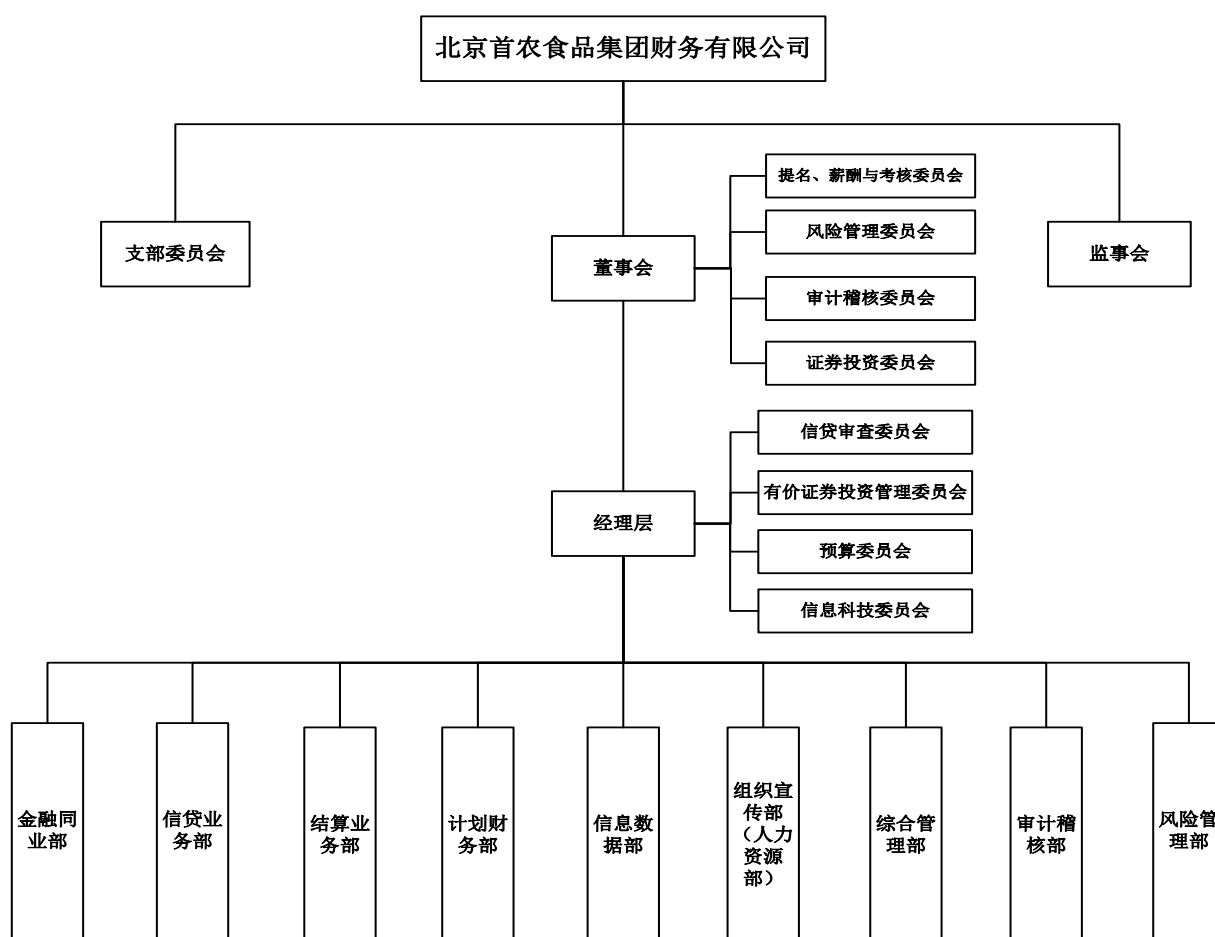 北京首农食品集团财务有限公司
提名、薪酬与考核委员会
支部委员会
风险管理委员会
董事会
监事会
审计稽核委员会
证券投资委员会
信贷审查委员会
有价证券投资管理委员会
经理层
预算委员会
信息科技委员会
金融同
业部
信贷业
务部
结算业
务部
计划财
务部
信息数
据部
组织宣
传部
（人力
资源
部）
综合管
理部
审计稽
核部
风险管
理部